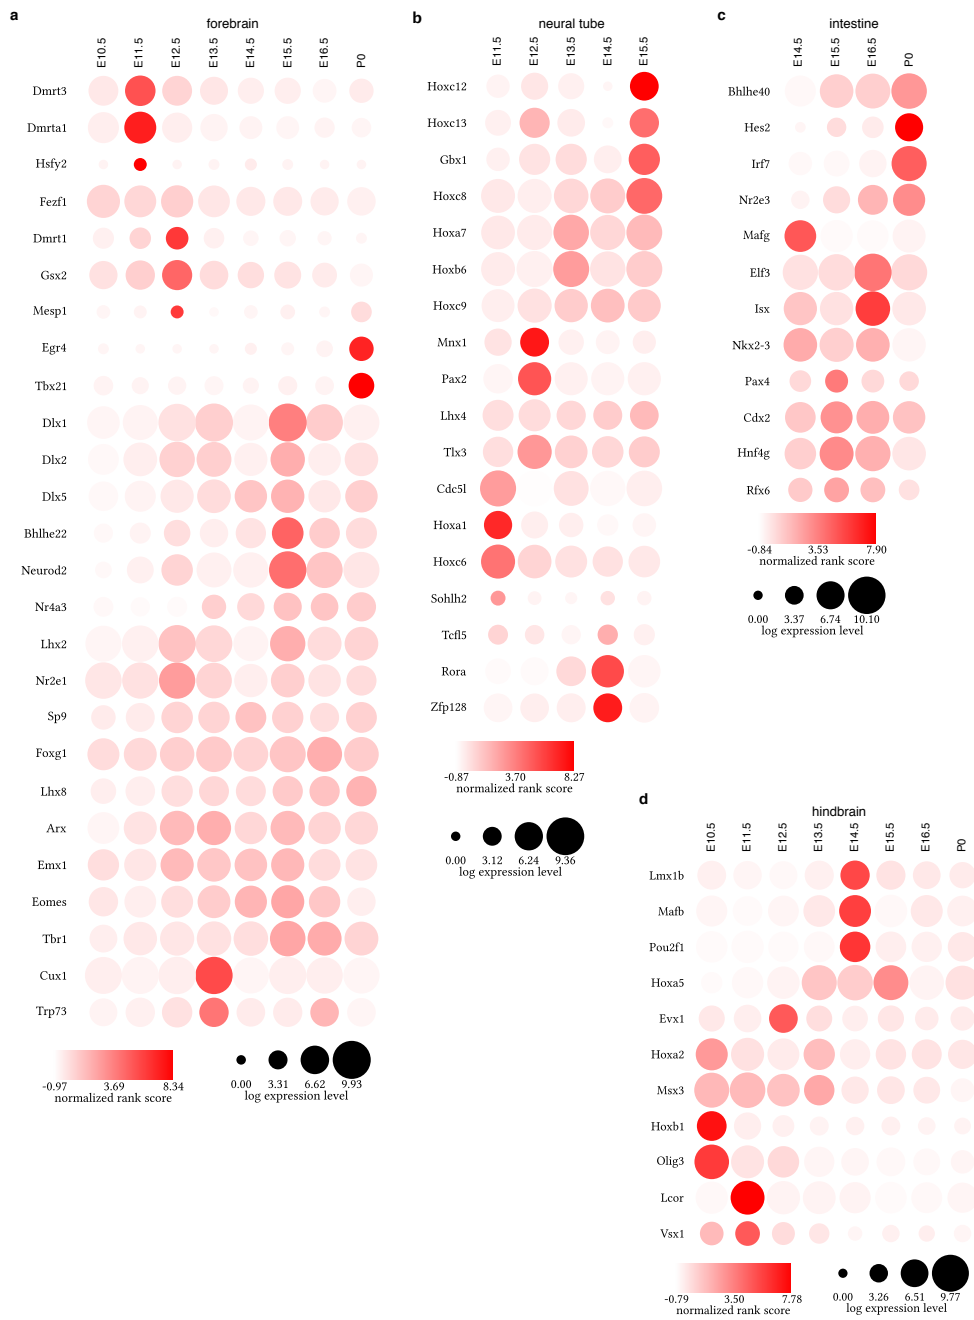 a
forebrain
E10.5 E11.5 E12.5 E13.5 E14.5 E15.5 E16.5 P0
Dmrt3
Dmrta1
Hsfy2
Fezf1
Dmrt1
Gsx2
Mesp1
Egr4
Tbx21
Dlx1
Dlx2
Dlx5
Bhlhe22
Neurod2
Nr4a3
Lhx2
Nr2e1
Sp9
Foxg1
Lhx8
Arx
Emx1
Eomes
Tbr1
Cux1
Trp73
-0.97 3.69 8.34
normalized rank score
0.00 3.31 6.62 9.93
log expression level
b
neural tube
E11.5 E12.5 E13.5 E14.5 E15.5
Hoxc12
Hoxc13
Gbx1
Hoxc8
Hoxa7
Hoxb6
Hoxc9
Mnx1
Pax2
Lhx4
Tlx3
Cdc5l
Hoxa1
Hoxc6
Sohlh2
Tcfl5
Rora
Zfp128
-0.87 3.70 8.27
normalized rank score
0.00 3.12 6.24 9.36
log expression level
c
intestine
E14.5 E15.5 E16.5 P0
Bhlhe40
Hes2
Irf7
Nr2e3
Mafg
Elf3
Isx
Nkx2-3
Pax4
Cdx2
Hnf4g
Rfx6
-0.84 3.53 7.90
normalized rank score
0.00 3.37 6.74 10.10
log expression level
d
hindbrain
E10.5 E11.5 E12.5 E13.5 E14.5 E15.5 E16.5 P0
Lmx1b
Mafb
Pou2f1
Hoxa5
Evx1
Hoxa2
Msx3
Hoxb1
Olig3
Lcor
Vsx1
-0.79 3.50 7.78
normalized rank score
0.00 3.26 6.51 9.77
log expression level